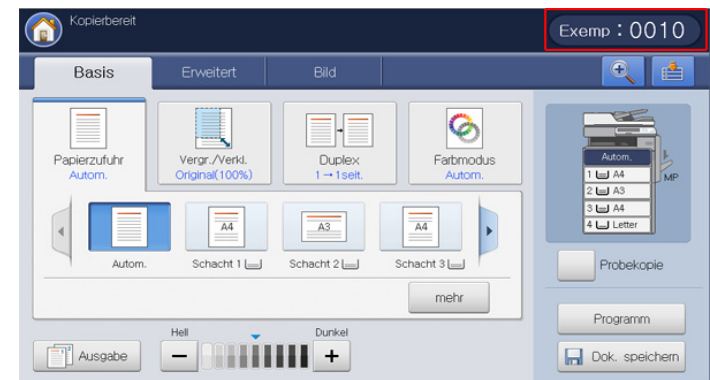 Kopierbereit
Exemp : 0010
Basis
Erweitert
Bild
Papierzufuhr
Autom.
Vergr./Verkl.
Original(100%)
Duplex
1→1seit.
Farbmodus
Autom.
Autom.
1 A4
2 A3
3 A4
4 Letter
MP
A4
A3
A4
Autom.
Schacht 1
Schacht 2
Schacht 3
Probekopie
mehr
Programm
Hell
Dunkel
Ausgabe
− +
Dok. speichern